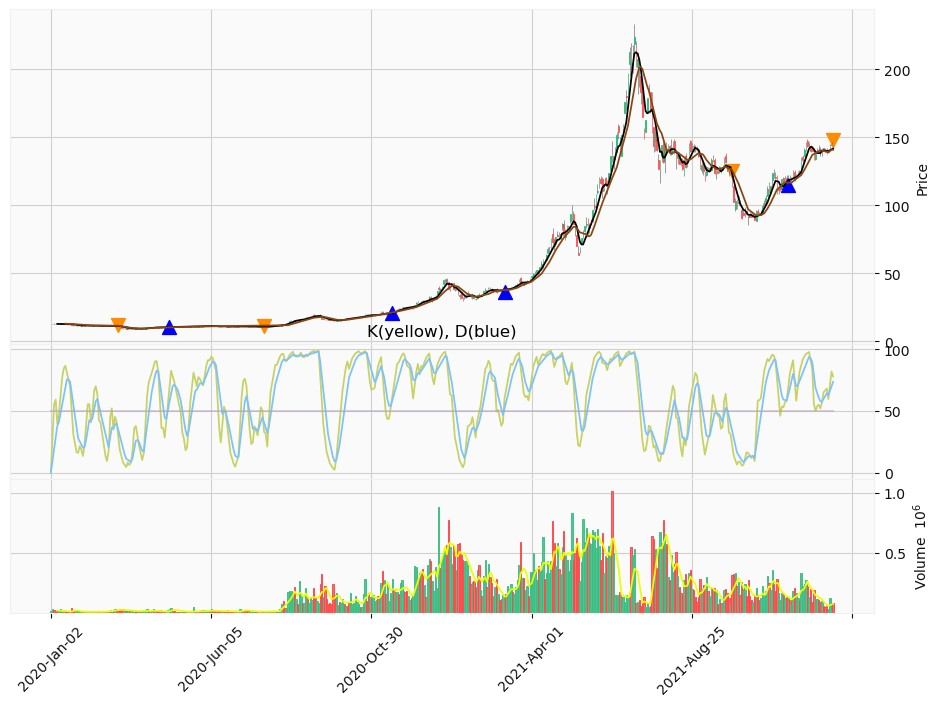 200
150
100
50
0
Price
K(yellow), D(blue)
100
50
0
1.0
0.5
Volume 10^6
2020-Jan-02
2020-Jun-05
2020-Oct-30
2021-Apr-01
2021-Aug-25